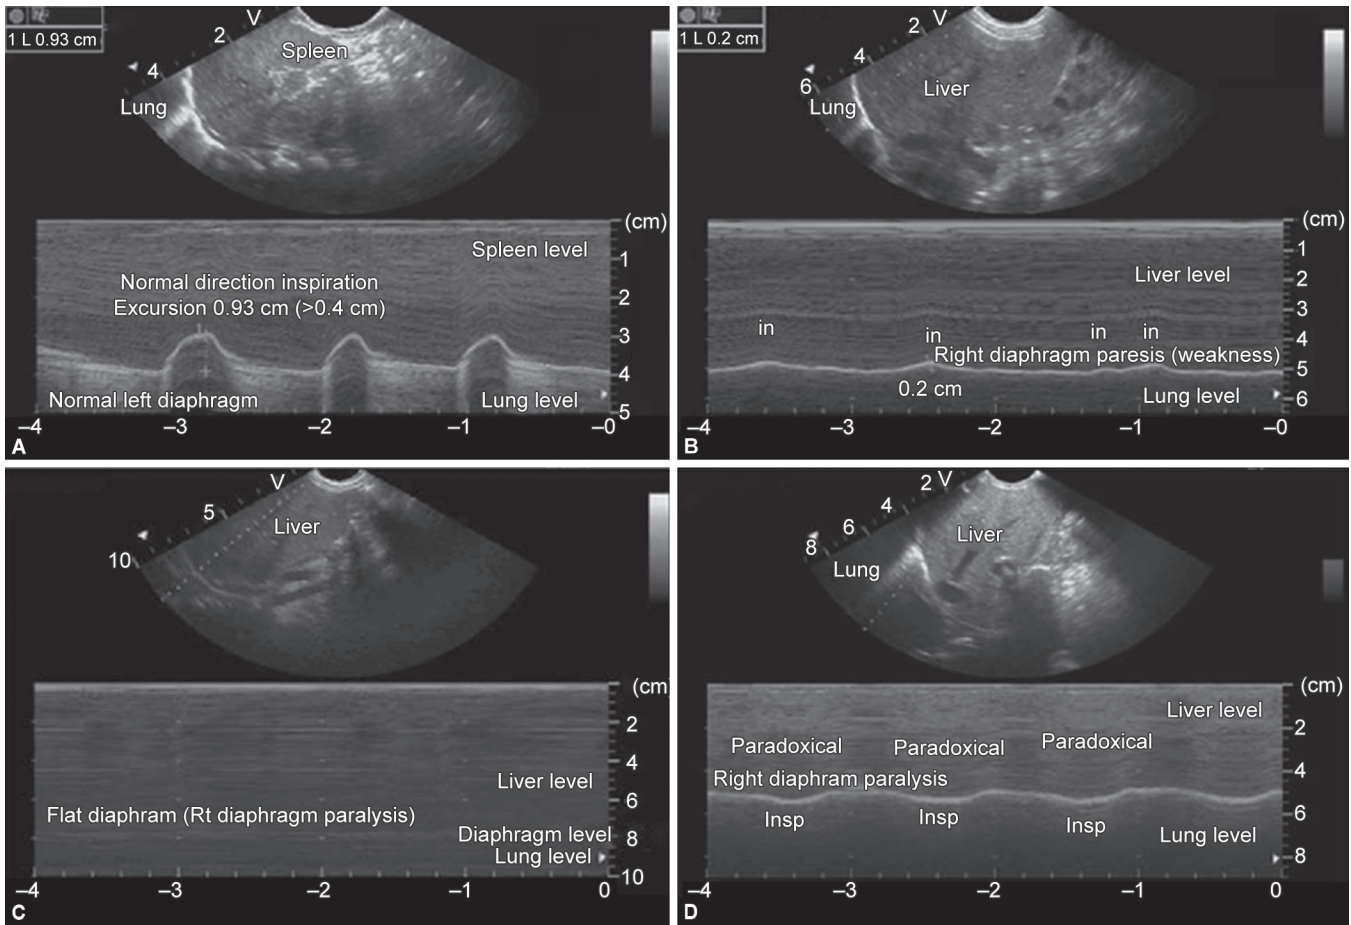 1 L 0.93 cm
V
2
Spleen
4
Lung
(cm)
Spleen level
1
Normal direction inspiration
2
Excursion 0.93 cm (>0.4 cm)
3
4
Normal left diaphragm
Lung level
5
–4
–3
–2
–1
–0
A
1 L 0.2 cm
V
2
4
6
Liver
Lung
(cm)
1
Liver level
2
3
in
in
in
in
4
Right diaphragm paresis (weakness)
5
0.2 cm
Lung level
6
–4
–3
–2
–1
–0
B
V
5
Liver
10
(cm
2
4
Liver level
6
Flat diaphram (Rt diaphragm paralysis)
Diaphragm level
8
Lung level
10
–4
–3
–2
–1
0
C
2 V
4
6
Liver
8
Lung
(cm)
Liver level
2
Paradoxical
Paradoxical
Paradoxical
4
Right diaphram paralysis
6
Insp
Insp
Insp
Lung level
8
–4
–3
–2
–1
0
D